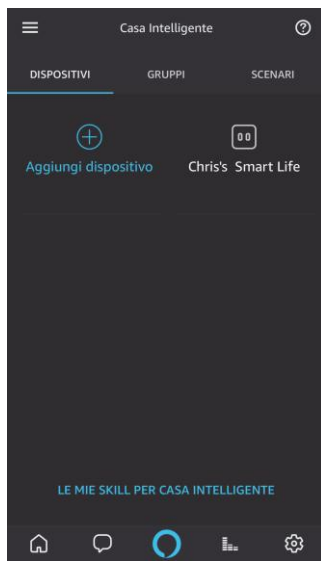 Casa Intelligente
DISPOSITIVI GRUPPI SCENARI
Aggiungi dispositivo Chris's Smart Life
LE MIE SKILL PER CASA INTELLIGENTE